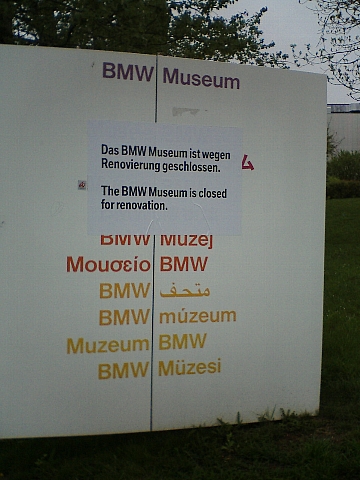 BMW Museum
Das BMW Museum ist wegen
Renovierung geschlossen.
The BMW Museum is closed
for renovation.
BMW Muzej
Μουσείο BMW
BMW متحف
BMW múzeum
Muzeum BMW
BMW Müzesi